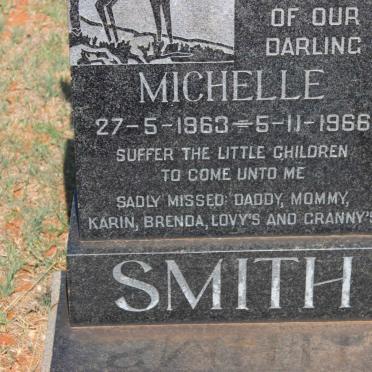 OF OUR
DARLING
MICHELLE
27-5-1963=5-11-1966
SUFFER THE LITTLE CHILDREN
TO COME UNTO ME
SADLY MISSED: DADDY, MOMMY,
KARIN, BRENDA, LOVY'S AND GRANNY'S
SMITH